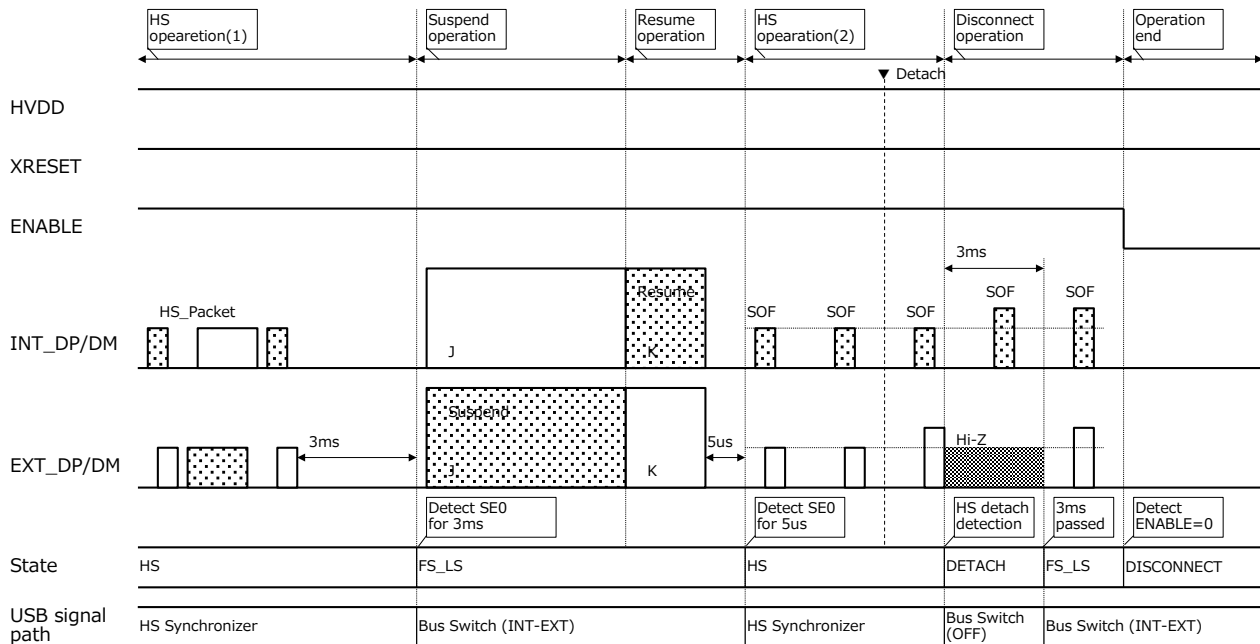 HS
opearetion(1)
Suspend
operation
Resume
operation
HS
opearation(2)
Disconnect
operation
Operation
end
Detach
HVDD
XRESET
ENABLE
3ms
HS_Packet
Resume
SOF
SOF
SOF
SOF
SOF
INT_DP/DM
J
K
Suspend
3ms
5us
Hi-Z
EXT_DP/DM
J
K
Detect SE0
for 3ms
Detect SE0
for 5us
HS detach
detection
3ms
passed
Detect
ENABLE=0
State
HS
FS_LS
HS
DETACH
FS_LS
DISCONNECT
USB signal
path
HS Synchronizer
Bus Switch (INT-EXT)
HS Synchronizer
Bus Switch
(OFF)
Bus Switch (INT-EXT)